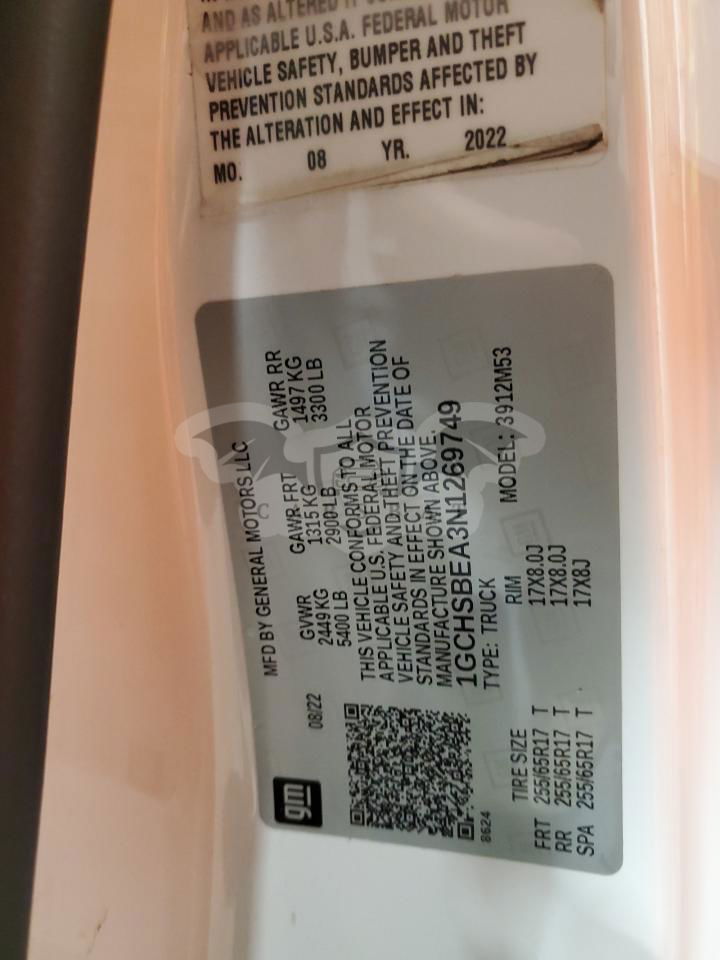 AND AS ALTERED IT
APPLICABLE U.S.A. FEDERAL MOTOR
VEHICLE SAFETY, BUMPER AND THEFT
PREVENTION STANDARDS AFFECTED BY
THE ALTERATION AND EFFECT IN:
MO. 08 YR. 2022
gm
08/22
MFD BY GENERAL MOTORS LLC
GVWR GAWR FRT GAWR RR
2449 KG 1315 KG 1497 KG
5400 LB 2900 LB 3300 LB
THIS VEHICLE CONFORMS TO ALL
APPLICABLE U.S. FEDERAL MOTOR
VEHICLE SAFETY AND THEFT PREVENTION
STANDARDS IN EFFECT ON THE DATE OF
MANUFACTURE SHOWN ABOVE.
1GCHSBEA3N1269749
8624
TYPE: TRUCK MODEL: 3912M53
TIRE SIZE RIM
FRT 255/65R17 T 17X8.0J
RR 255/65R17 T 17X8.0J
SPA 255/65R17 T 17X8J